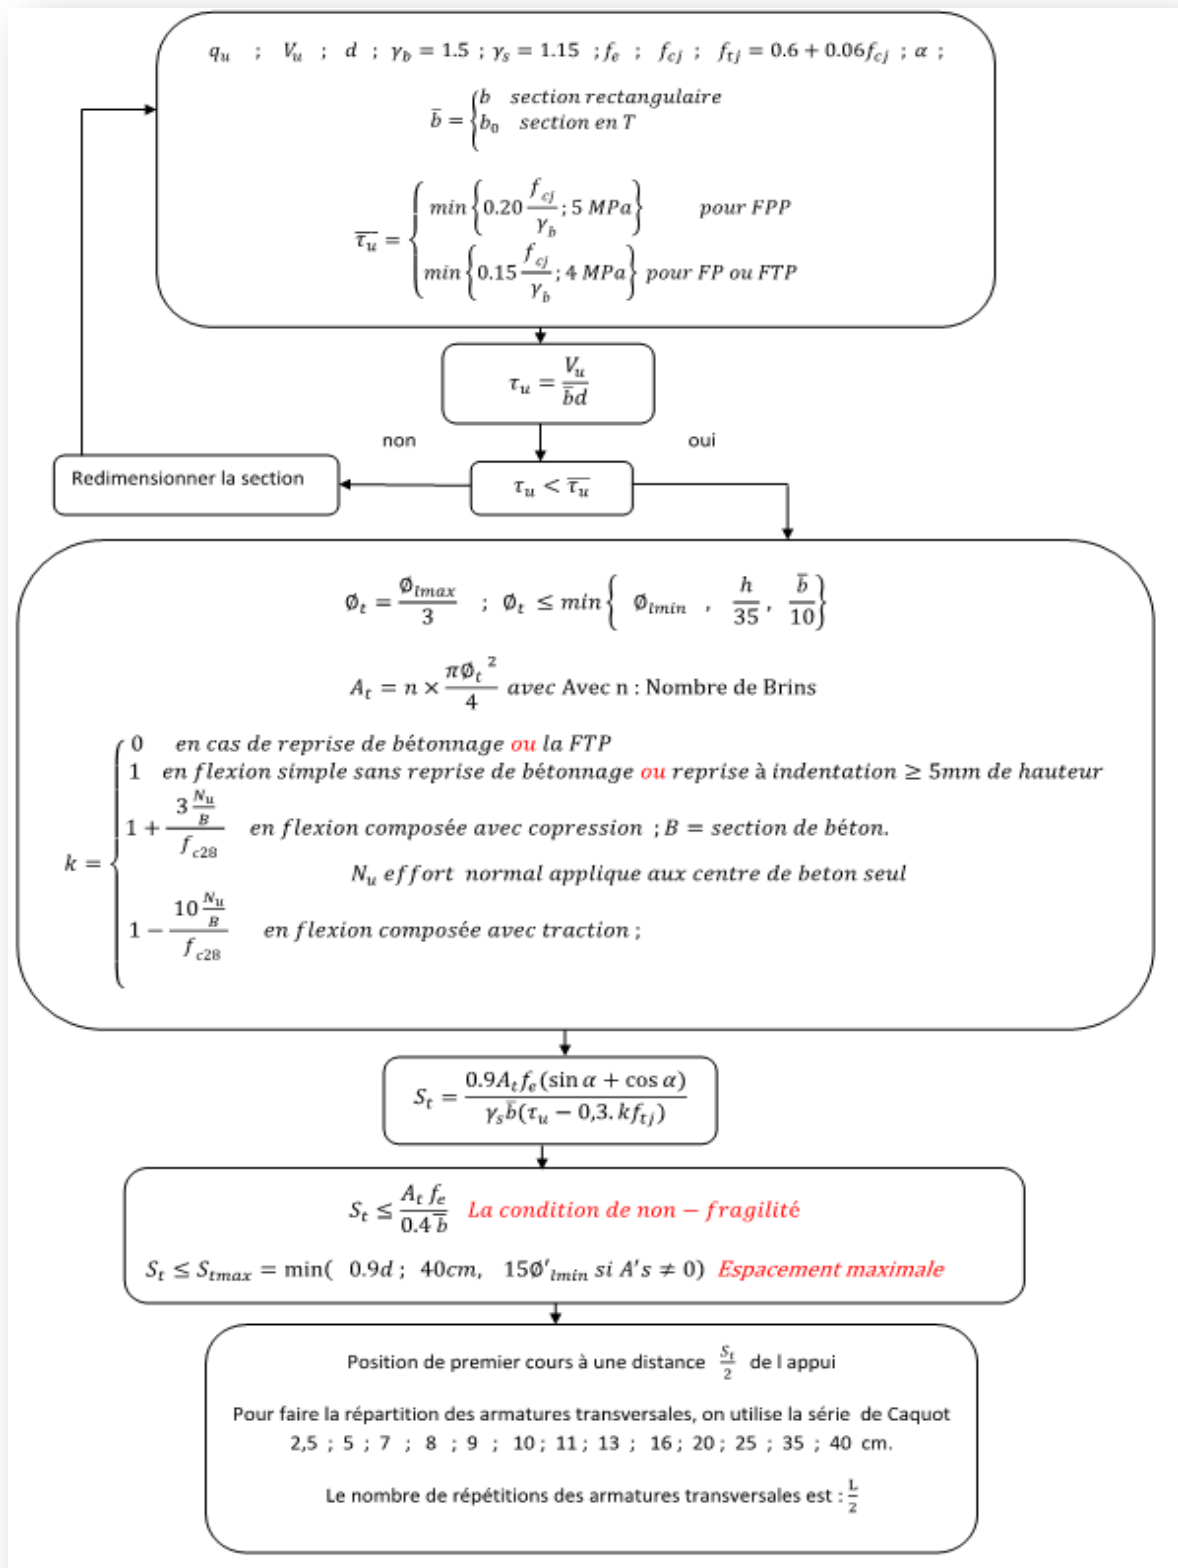 q_u ; V_u ; d ; γ_b = 1.5 ; γ_s = 1.15 ; f_e ; f_cj ; f_tj = 0.6 + 0.06f_cj ; α ;
b̅ = { b section rectangulaire
b_0 section en T
τ_u̅ = { min{0.20 f_cj/γ_b ; 5 MPa} pour FPP
min{0.15 f_cj/γ_b ; 4 MPa} pour FP ou FTP
τ_u = V_u/b̅d
non oui
Redimensionner la section
τ_u < τ_u̅
Ø_t = Ø_lmax/3 ; Ø_t ≤ min{ Ø_lmin , h/35 , b̅/10 }
A_t = n × πØ_t²/4 avec Avec n : Nombre de Brins
k = { 0 en cas de reprise de bétonnage ou la FTP
1 en flexion simple sans reprise de bétonnage ou reprise à indentation ≥ 5mm de hauteur
1 + (3 N_u/B)/f_c28 en flexion composée avec copression ; B = section de béton.
N_u effort normal applique aux centre de beton seul
1 − (10 N_u/B)/f_c28 en flexion composée avec traction ;
S_t = 0.9A_t f_e(sin α + cos α)/γ_s b̅(τ_u − 0,3. kf_tj)
S_t ≤ A_t f_e/0.4 b̅ La condition de non − fragilité
S_t ≤ S_tmax = min( 0.9d ; 40cm, 15Ø'_lmin si A's ≠ 0) Espacement maximale
Position de premier cours à une distance S_t/2 de l appui
Pour faire la répartition des armatures transversales, on utilise la série de Caquot
2,5 ; 5 ; 7 ; 8 ; 9 ; 10 ; 11 ; 13 ; 16 ; 20 ; 25 ; 35 ; 40 cm.
Le nombre de répétitions des armatures transversales est : L/2